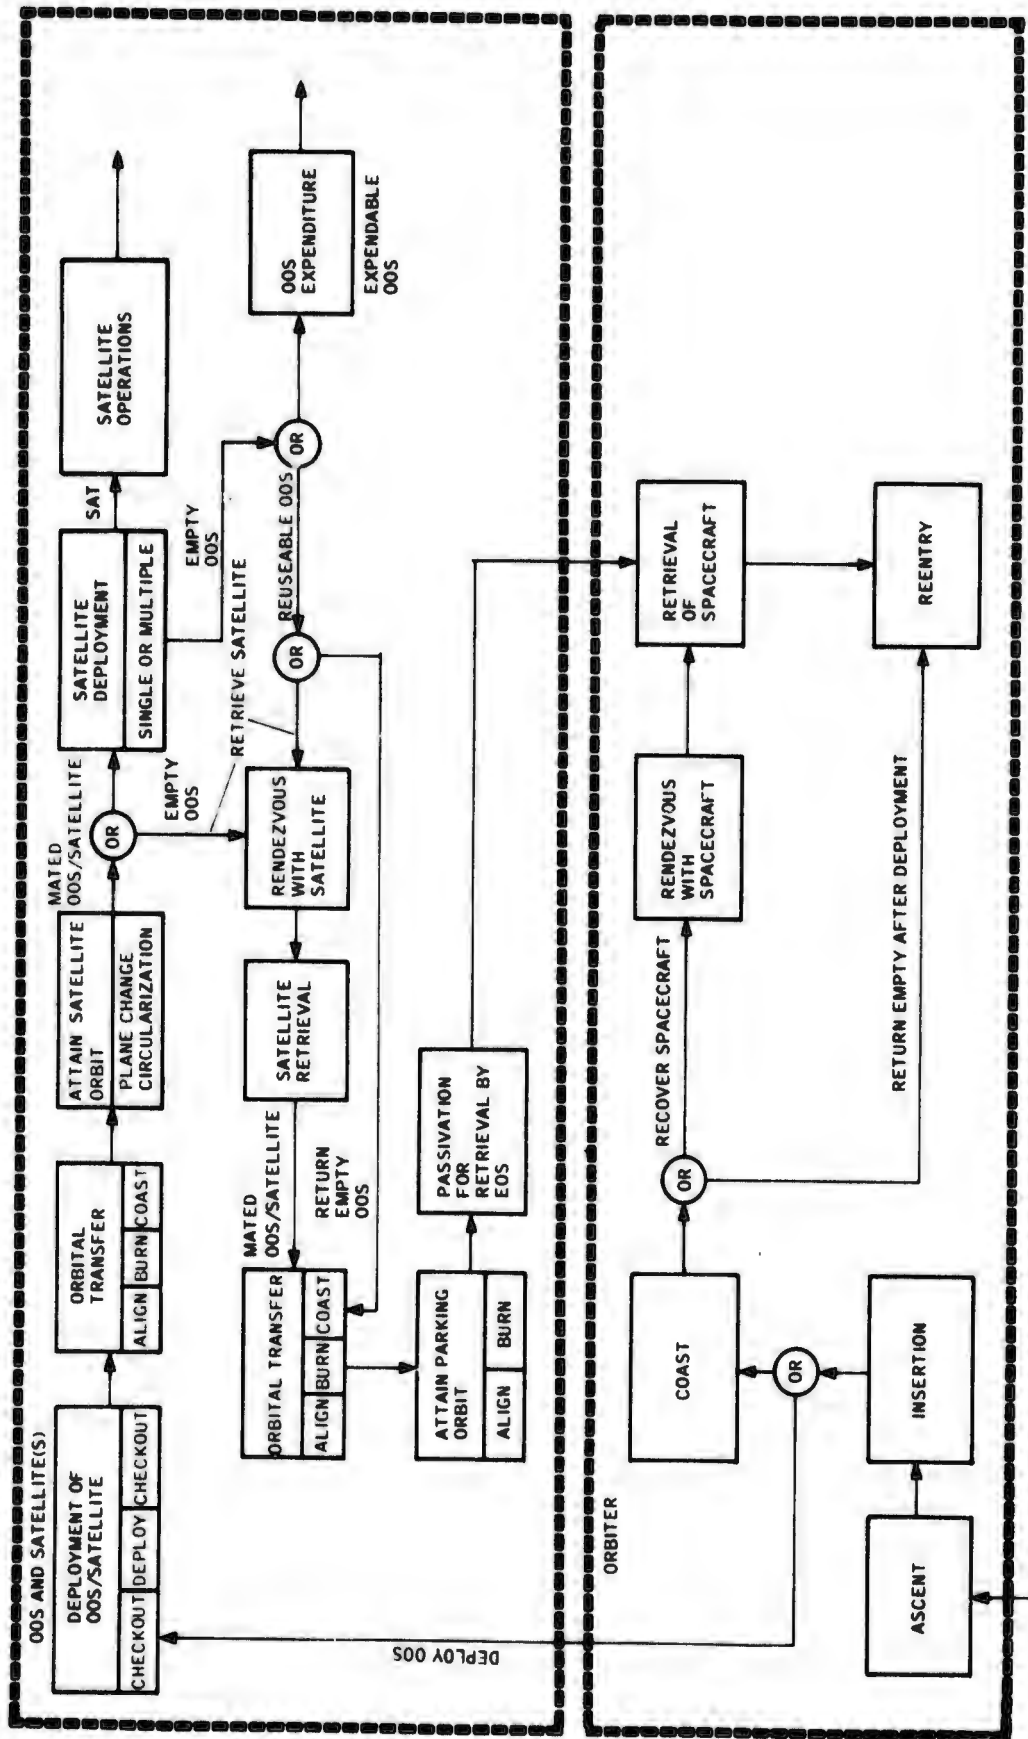 OOS AND SATELLITE(S)
DEPLOYMENT OF
OOS/SATELLITE
CHECKOUT
DEPLOY
CHECKOUT
ORBITAL
TRANSFER
ALIGN
BURN
COAST
ATTAIN SATELLITE
ORBIT
PLANE CHANGE
CIRCULARIZATION
MATED
OOS/SATELLITE
OR
SATELLITE
DEPLOYMENT
SINGLE OR MULTIPLE
SAT
SATELLITE
OPERATIONS
EMPTY
OOS
EMPTY
OOS
RETRIEVE SATELLITE
REUSEABLE OOS
OR
OR
OOS
EXPENDITURE
EXPENDABLE
OOS
RENDEZVOUS
WITH
SATELLITE
SATELLITE
RETRIEVAL
MATED
OOS/SATELLITE
RETURN
EMPTY
OOS
ORBITAL TRANSFER
ALIGN
BURN
COAST
ATTAIN PARKING
ORBIT
ALIGN
BURN
PASSIVATION
FOR
RETRIEVAL BY
EOS
DEPLOY OOS
ORBITER
ASCENT
INSERTION
OR
COAST
OR
RECOVER SPACECRAFT
RENDEZVOUS
WITH
SPACECRAFT
RETRIEVAL
OF
SPACECRAFT
RETURN EMPTY AFTER DEPLOYMENT
REENTRY